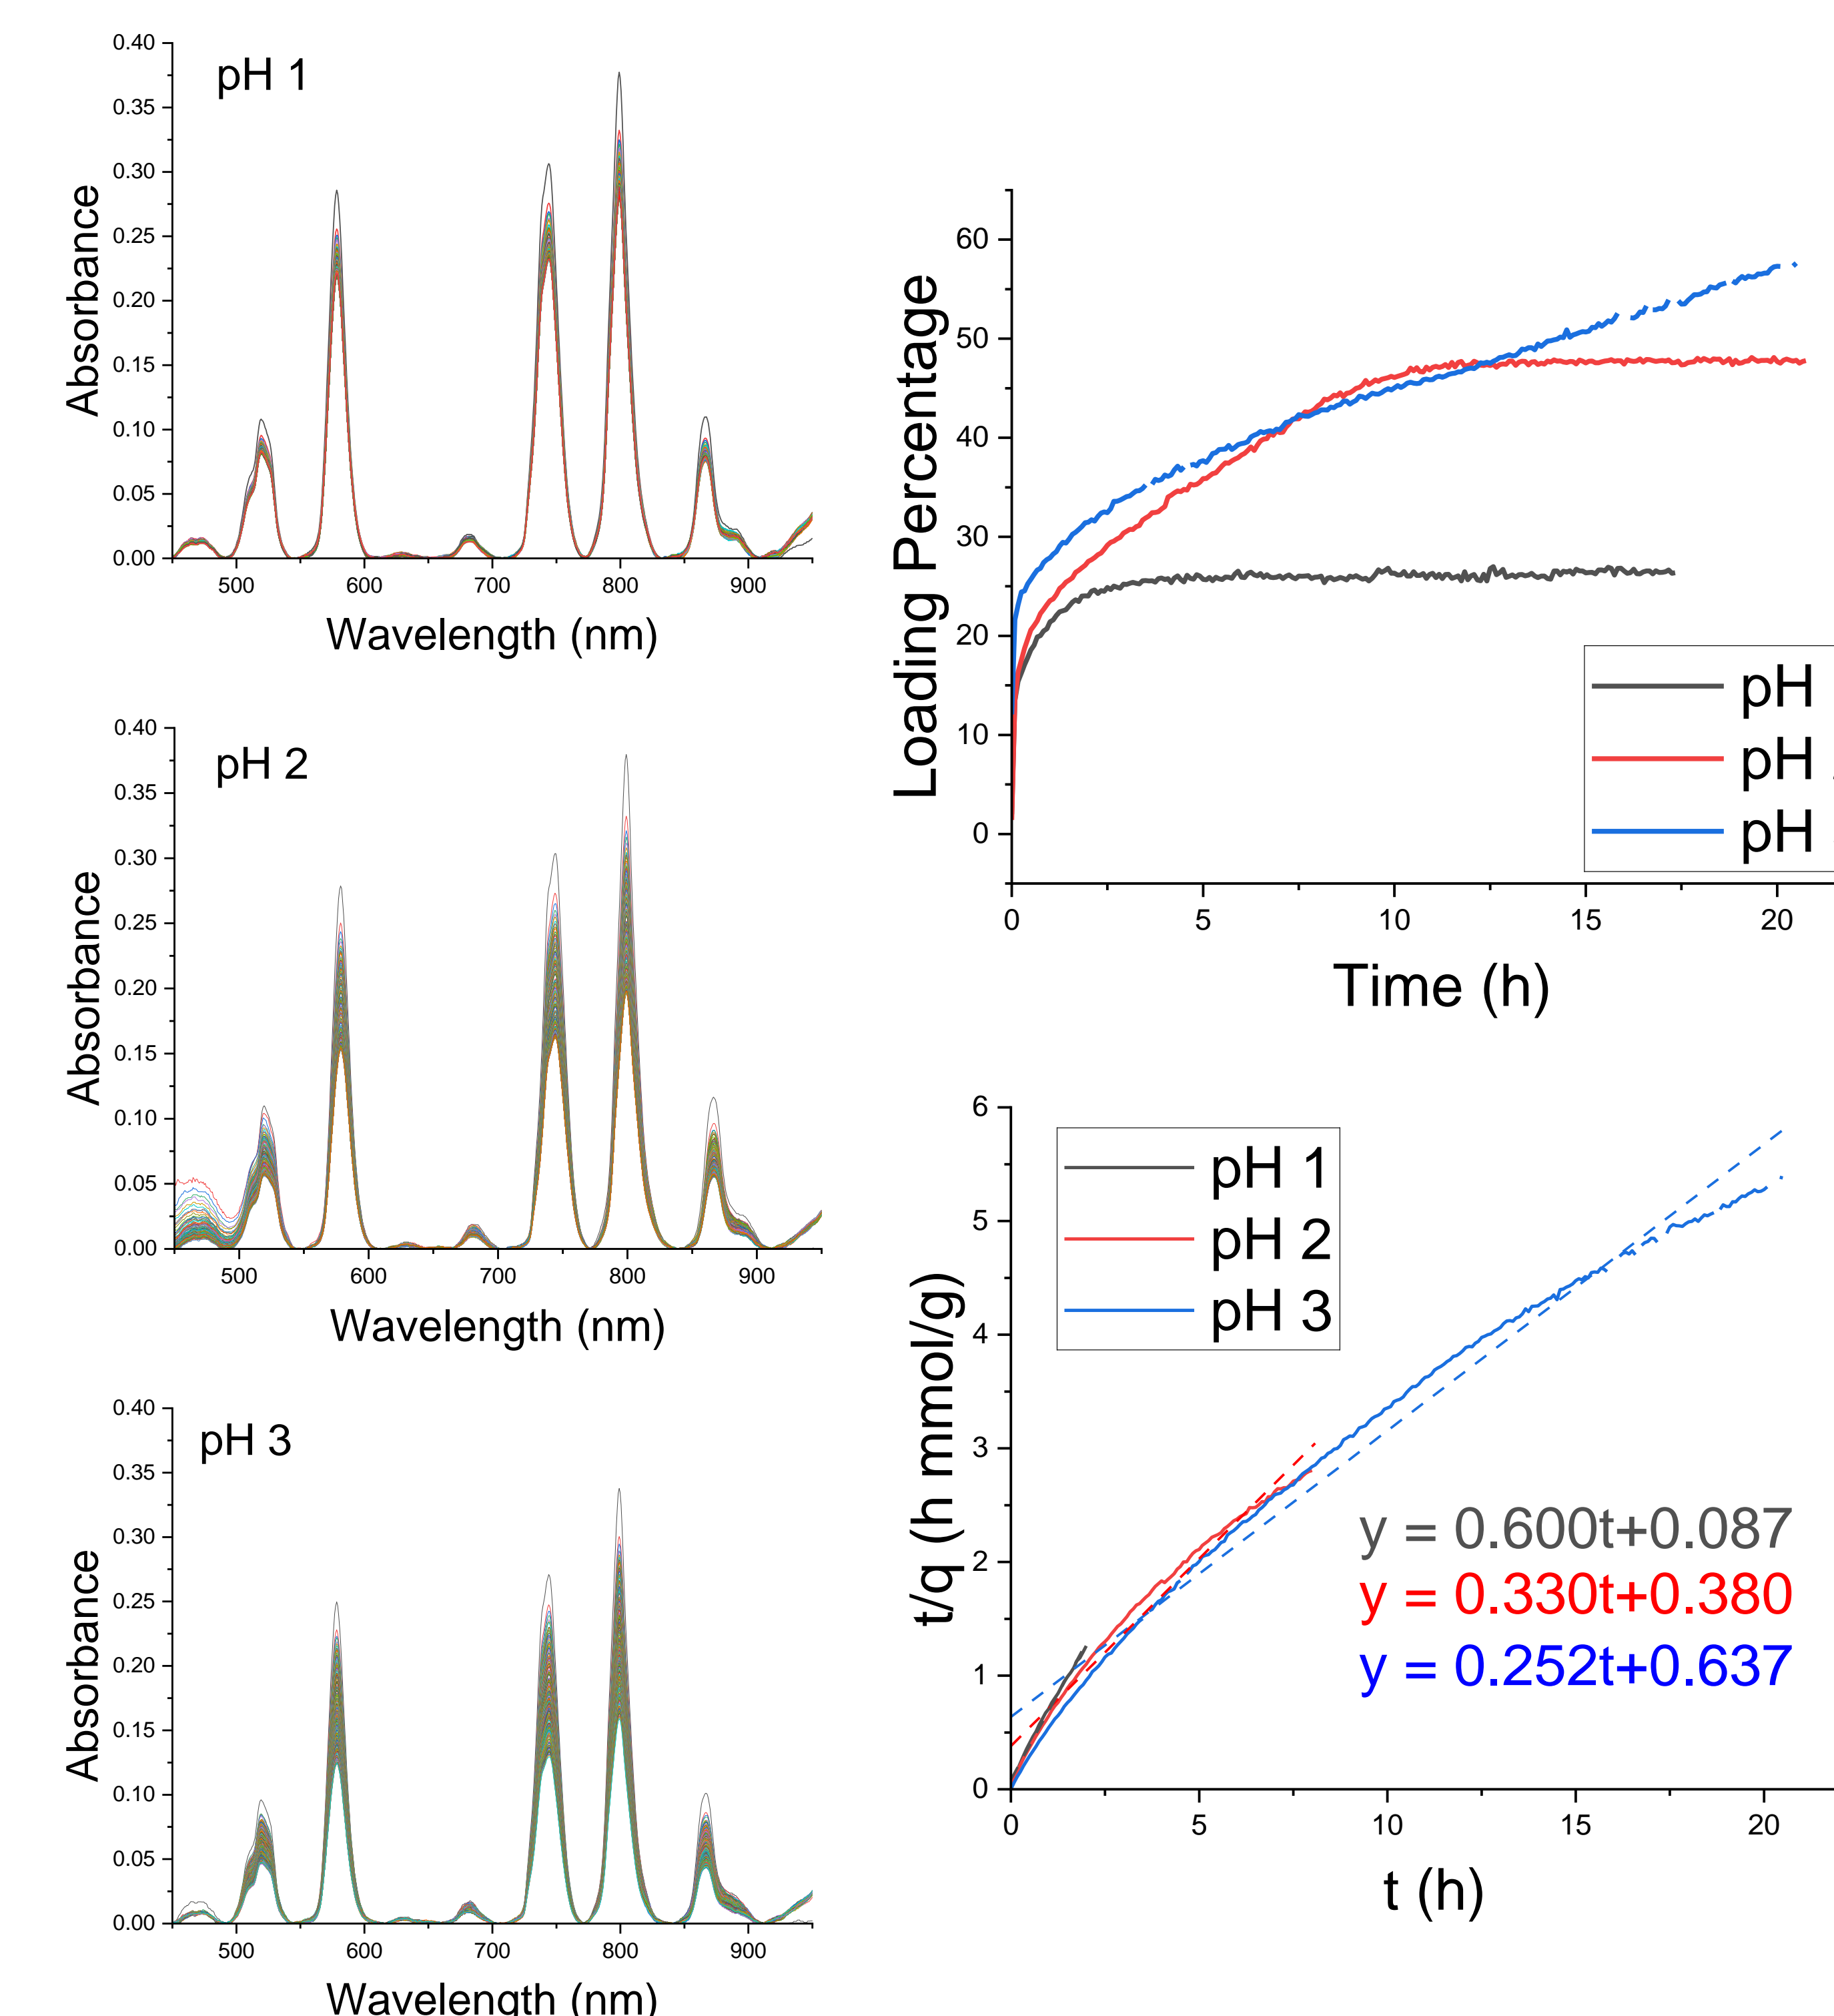 0.40
0.35
0.30
0.25
0.20
0.15
0.10
0.05
0.00
Absorbance
pH 1
500 600 700 800 900
Wavelength (nm)
0.40
0.35
0.30
0.25
0.20
0.15
0.10
0.05
0.00
Absorbance
pH 2
500 600 700 800 900
Wavelength (nm)
0.40
0.35
0.30
0.25
0.20
0.15
0.10
0.05
0.00
Absorbance
pH 3
500 600 700 800 900
Wavelength (nm)
60
50
40
30
20
10
0
Loading Percentage
pH
pH
pH
0 5 10 15 20
Time (h)
6
5
4
3
2
1
0
t/q (h mmol/g)
pH 1
pH 2
pH 3
y = 0.600t+0.087
y = 0.330t+0.380
y = 0.252t+0.637
0 5 10 15 20
t (h)